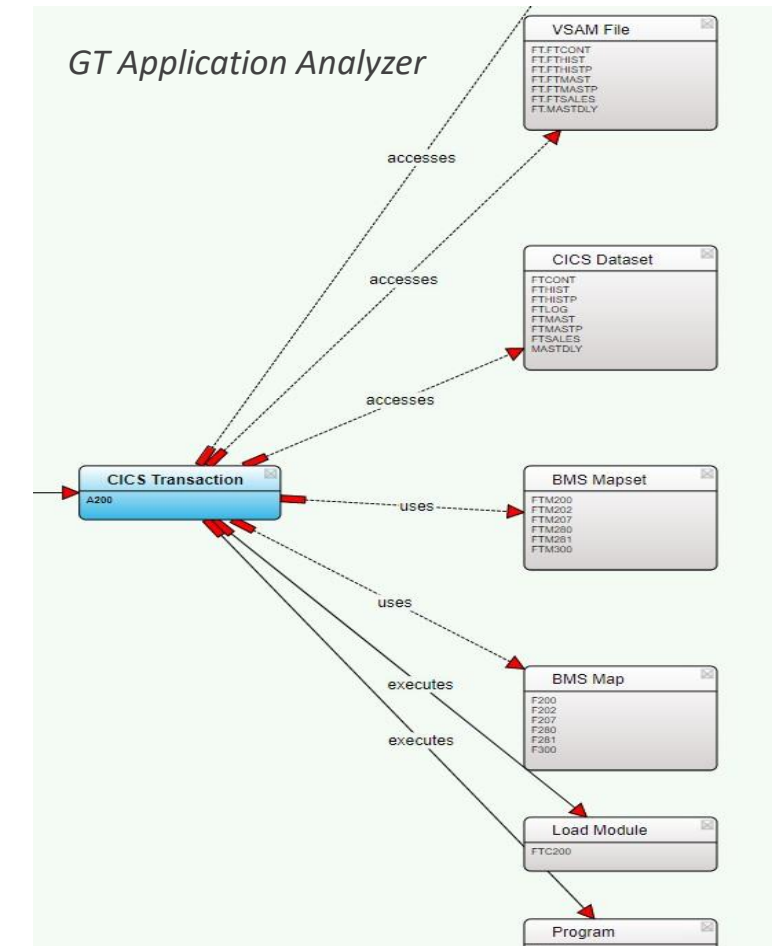 GT Application Analyzer
VSAM File
FT.FTCONT
FT.FTHIST
FT.FTHISTP
FT.FTMAST
FT.FTMASTP
FT.FTSALES
FT.MASTDLY
accesses
CICS Dataset
FTCONT
FTHIST
FTHISTP
FTLOG
FTMAST
FTMASTP
FTSALES
MASTDLY
accesses
accesses
CICS Transaction
A200
BMS Mapset
FTM200
FTM202
FTM207
FTM280
FTM281
FTM300
uses
uses
BMS Map
F200
F202
F207
F280
F281
F300
executes
executes
Load Module
FTC200
Program